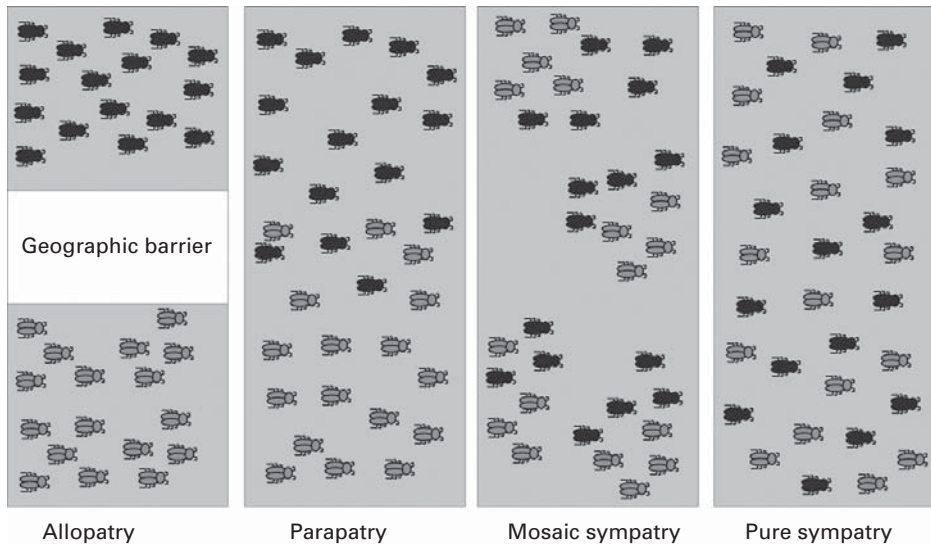 Geographic barrier
Allopatry
Parapatry
Mosaic sympatry
Pure sympatry